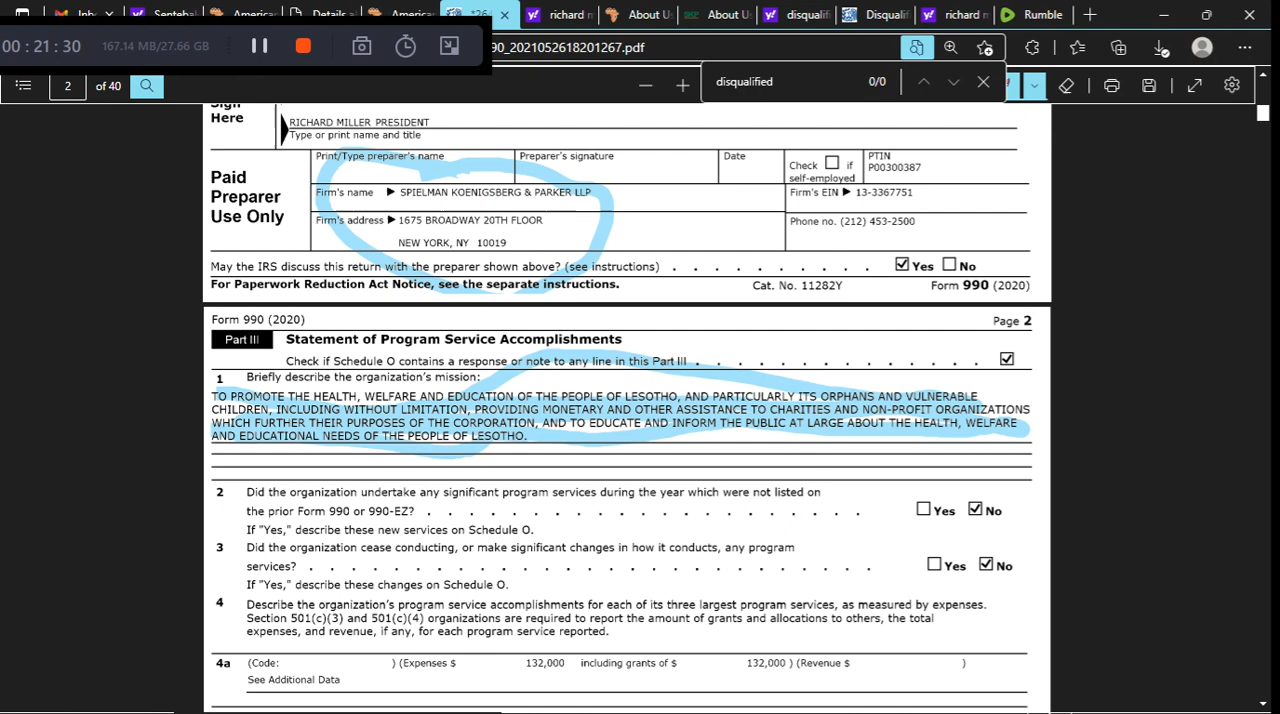 Inb
Senteba
America
Details a
America
*26-
richard m
About Us
About Us
disqualifi
Disqualif
richard m
Rumble
00 : 21 : 30 167.14 MB/27.66 GB
90_2021052618201267.pdf
2 of 40
disqualified 0/0
Sign
Here
RICHARD MILLER PRESIDENT
Type or print name and title
Paid
Preparer
Use Only
Print/Type preparer's name Preparer's signature Date Check if
self-employed
PTIN
P00300387
Firm's name SPIELMAN KOENIGSBERG & PARKER LLP Firm's EIN 13-3367751
Firm's address 1675 BROADWAY 20TH FLOOR Phone no. (212) 453-2500
NEW YORK, NY 10019
May the IRS discuss this return with the preparer shown above? (see instructions) . . . . . . . . . . Yes No
For Paperwork Reduction Act Notice, see the separate instructions. Cat. No. 11282Y Form 990 (2020)
Form 990 (2020) Page 2
Part III Statement of Program Service Accomplishments
Check if Schedule O contains a response or note to any line in this Part III . . . . . . . . . . . . . .
1 Briefly describe the organization's mission:
TO PROMOTE THE HEALTH, WELFARE AND EDUCATION OF THE PEOPLE OF LESOTHO, AND PARTICULARLY ITS ORPHANS AND VULNERABLE
CHILDREN, INCLUDING WITHOUT LIMITATION, PROVIDING MONETARY AND OTHER ASSISTANCE TO CHARITIES AND NON-PROFIT ORGANIZATIONS
WHICH FURTHER THEIR PURPOSES OF THE CORPORATION, AND TO EDUCATE AND INFORM THE PUBLIC AT LARGE ABOUT THE HEALTH, WELFARE
AND EDUCATIONAL NEEDS OF THE PEOPLE OF LESOTHO.
2 Did the organization undertake any significant program services during the year which were not listed on
the prior Form 990 or 990-EZ? . . . . . . . . . . . . . . . . . Yes No
If "Yes," describe these new services on Schedule O.
3 Did the organization cease conducting, or make significant changes in how it conducts, any program
services? . . . . . . . . . . . . . . . . . . . . . Yes No
If "Yes," describe these changes on Schedule O.
4 Describe the organization's program service accomplishments for each of its three largest program services, as measured by expenses.
Section 501(c)(3) and 501(c)(4) organizations are required to report the amount of grants and allocations to others, the total
expenses, and revenue, if any, for each program service reported.
4a (Code: ) (Expenses $ 132,000 including grants of $ 132,000 ) (Revenue $ )
See Additional Data